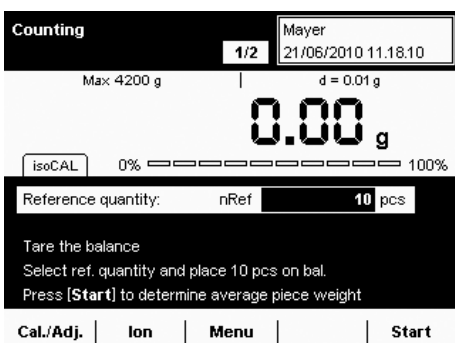 Counting
1/2
Mayer
21/06/2010 11.18.10
Max 4200 g d = 0.01 g
0.00 g
isoCAL 0% 100%
Reference quantity: nRef 10 pcs
Tare the balance
Select ref. quantity and place 10 pcs on bal.
Press [Start] to determine average piece weight
Cal./Adj. Ion Menu Start